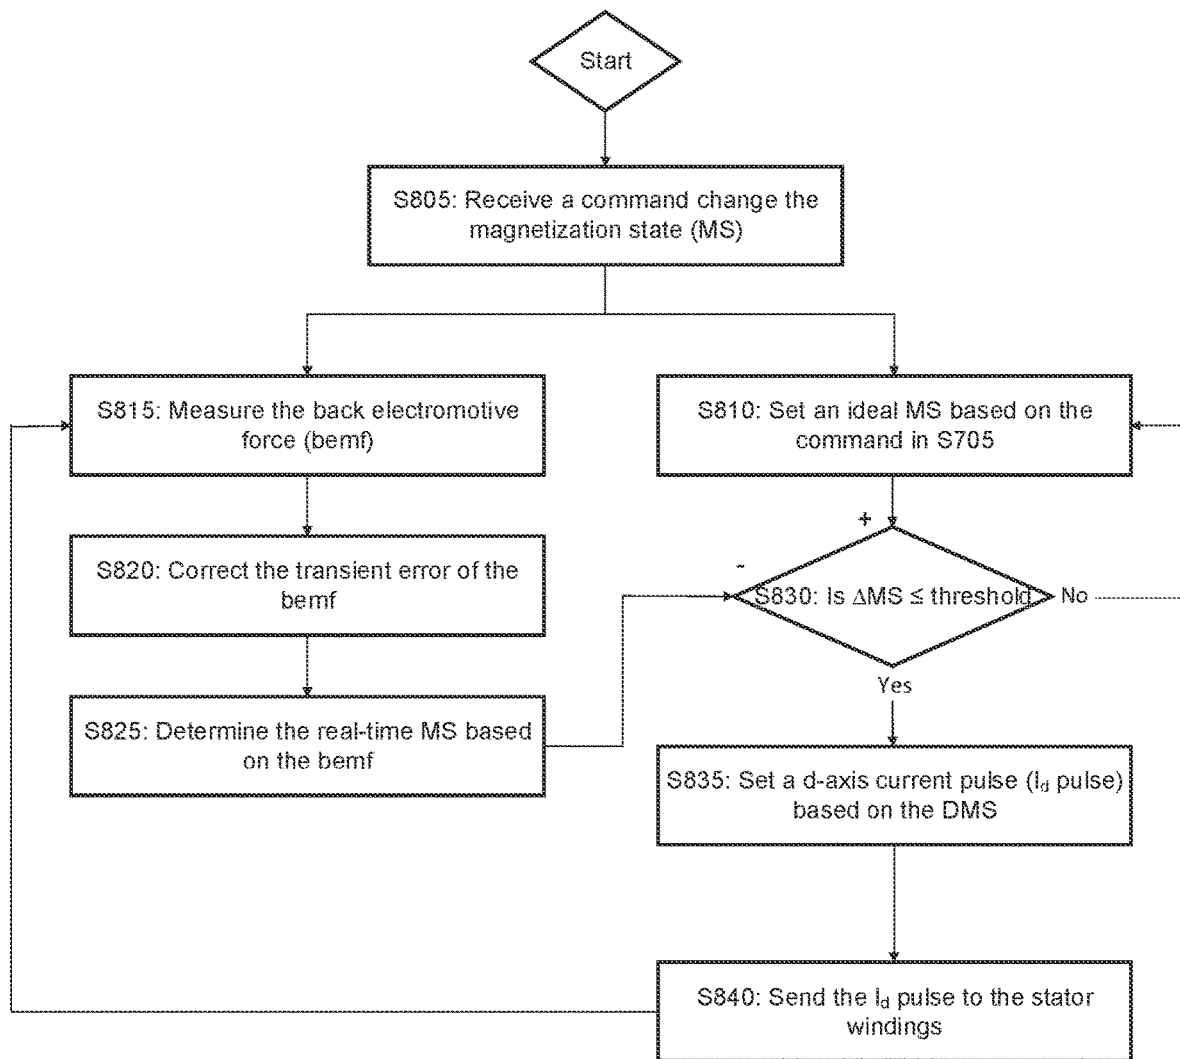 Start
S805: Receive a command change the
magnetization state (MS)
S815: Measure the back electromotive
force (bemf)
S810: Set an ideal MS based on the
command in S705
+
-
S820: Correct the transient error of the
bemf
S830: Is ΔMS ≤ threshold
No
Yes
S825: Determine the real-time MS based
on the bemf
S835: Set a d-axis current pulse (Id pulse)
based on the DMS
S840: Send the Id pulse to the stator
windings